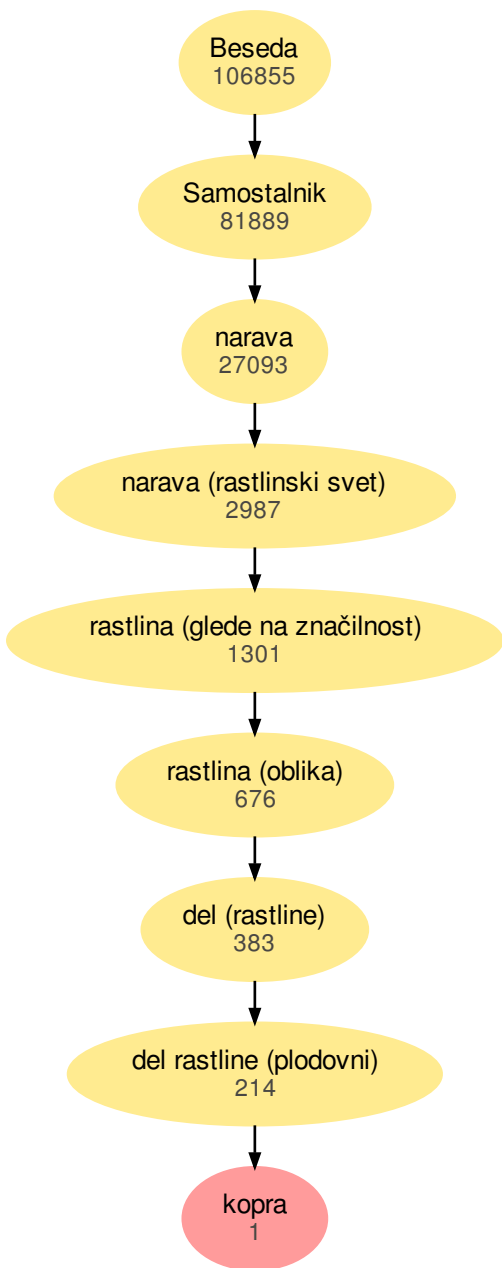 Beseda
106855
Samostalnik
81889
narava
27093
narava (rastlinski svet)
2987
rastlina (glede na značilnost)
1301
rastlina (oblika)
676
del (rastline)
383
del rastline (plodovni)
214
kopra
1